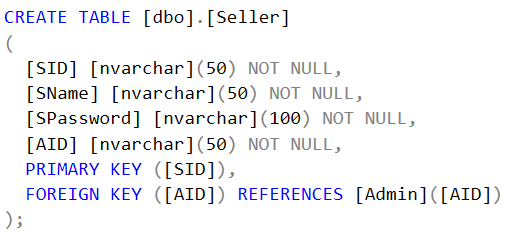 CREATE TABLE [dbo].[Seller]
(
[SID] [nvarchar](50) NOT NULL,
[SName] [nvarchar](50) NOT NULL,
[SPassword] [nvarchar](100) NOT NULL,
[AID] [nvarchar](50) NOT NULL,
PRIMARY KEY ([SID]),
FOREIGN KEY ([AID]) REFERENCES [Admin]([AID])
);